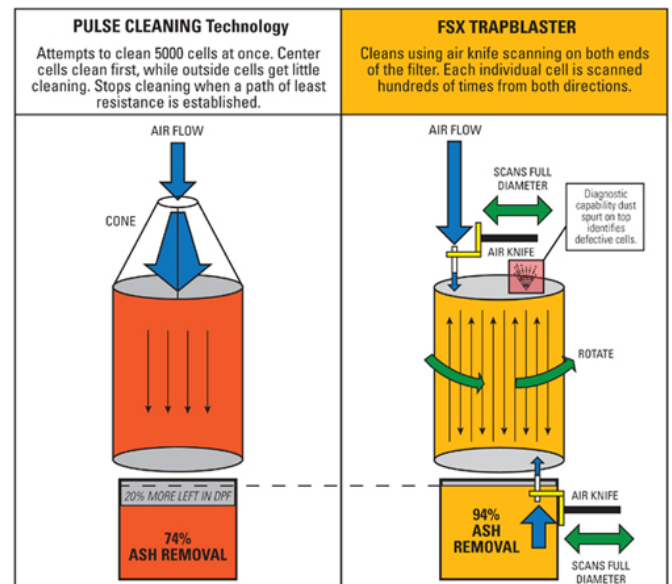 PULSE CLEANING Technology
Attempts to clean 5000 cells at once. Center
cells clean first, while outside cells get little
cleaning. Stops cleaning when a path of least
resistance is established.
AIR FLOW
CONE
20% MORE LEFT IN DPF
74%
ASH REMOVAL
FSX TRAPBLASTER
Cleans using air knife scanning on both ends
of the filter. Each individual cell is scanned
hundreds of times from both directions.
AIR FLOW
SCANS FULL
DIAMETER
Diagnostic
capability dust
spurt on top
identifies
defective cells.
AIR KNIFE
ROTATE
94%
ASH
REMOVAL
AIR KNIFE
SCANS FULL
DIAMETER